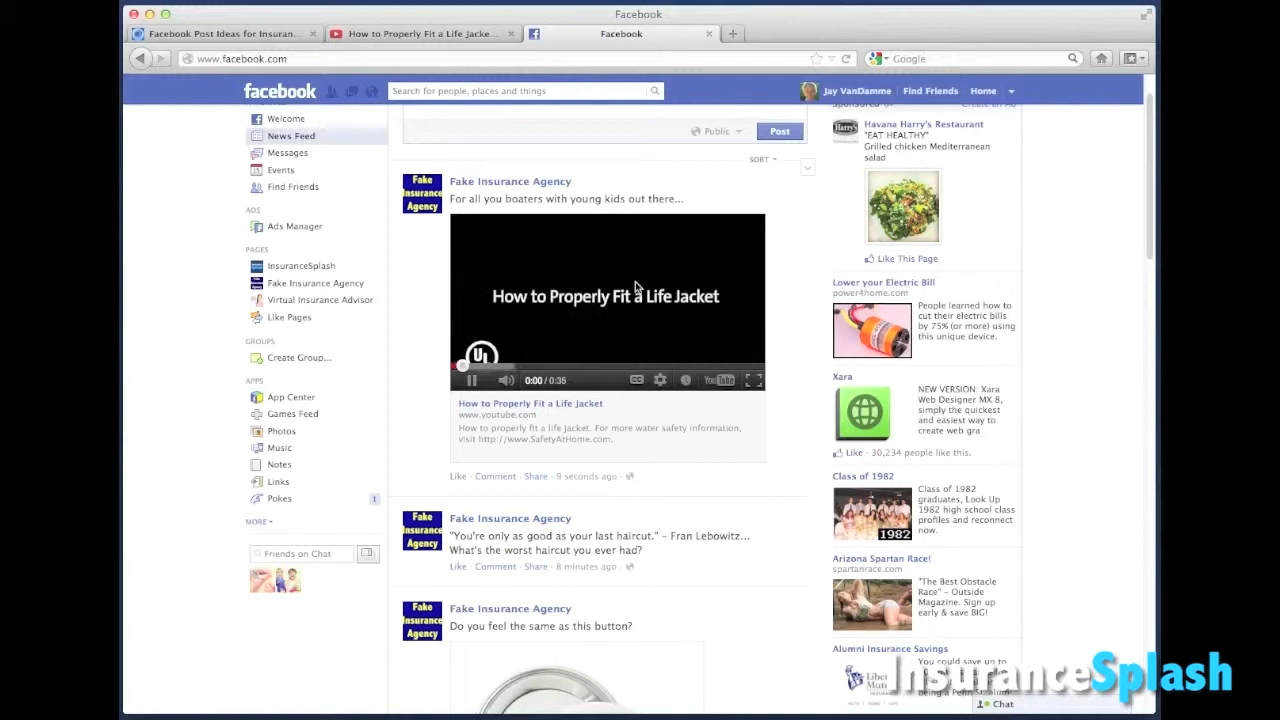 Facebook
Facebook Post Ideas for Insuran...
How to Properly Fit a Life Jacke...
Facebook
www.facebook.com
Google
facebook
Search for people, places and things
Jay VanDamme
Find Friends
Home
Welcome
News Feed
Messages
Events
Find Friends
ADS
Ads Manager
PAGES
InsuranceSplash
Fake Insurance Agency
Virtual Insurance Advisor
Like Pages
GROUPS
Create Group...
APPS
App Center
Games Feed
Photos
Music
Notes
Links
Pokes
1
MORE
Friends on Chat
Public
Post
SORT
Fake
Insurance
Agency
Fake Insurance Agency
For all you boaters with young kids out there...
How to Properly Fit a Life Jacket
UL
0:00 / 0:35
YouTube
How to Properly Fit a Life Jacket
www.youtube.com
How to properly fit a life jacket. For more water safety information,
visit http://www.SafetyAtHome.com.
Like · Comment · Share · 9 seconds ago
Fake
Insurance
Agency
Fake Insurance Agency
"You're only as good as your last haircut." – Fran Lebowitz...
What's the worst haircut you ever had?
Like · Comment · Share · 8 minutes ago
Fake
Insurance
Agency
Fake Insurance Agency
Do you feel the same as this button?
Sponsored
Create an Ad
Harry's
Havana Harry's Restaurant
"EAT HEALTHY"
Grilled chicken Mediterranean
salad
Like This Page
Lower your Electric Bill
power4home.com
People learned how to
cut their electric bills
by 75% (or more) using
this unique device.
Xara
NEW VERSION: Xara
Web Designer MX 8,
simply the quickest
and easiest way to
create web gra
Like · 30,234 people like this.
Class of 1982
1982
Class of 1982
graduates, Look Up
1982 high school class
profiles and reconnect
now.
Arizona Spartan Race!
spartanrace.com
"The Best Obstacle
Race" – Outside
Magazine. Sign up
early & save BIG!
Alumni Insurance Savings
You could save up to
Chat
InsuranceSplash